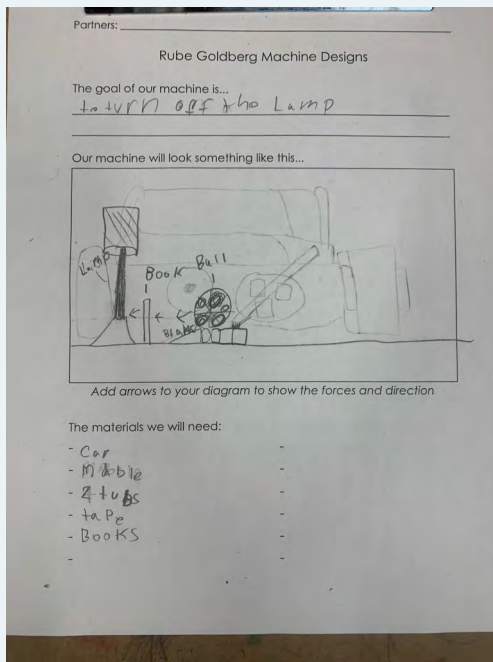 Partners:
Rube Goldberg Machine Designs
The goal of our machine is...
to turn off the Lamp
Our machine will look something like this...
Lamp
Book
Ball
Add arrows to your diagram to show the forces and direction
The materials we will need:
- Car
- 
- tape
- Books
-